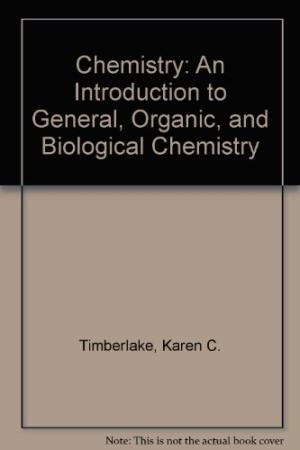 Chemistry: An
Introduction to
General, Organic, and
Biological Chemistry
Timberlake, Karen C.
Note: This is not the actual book cover